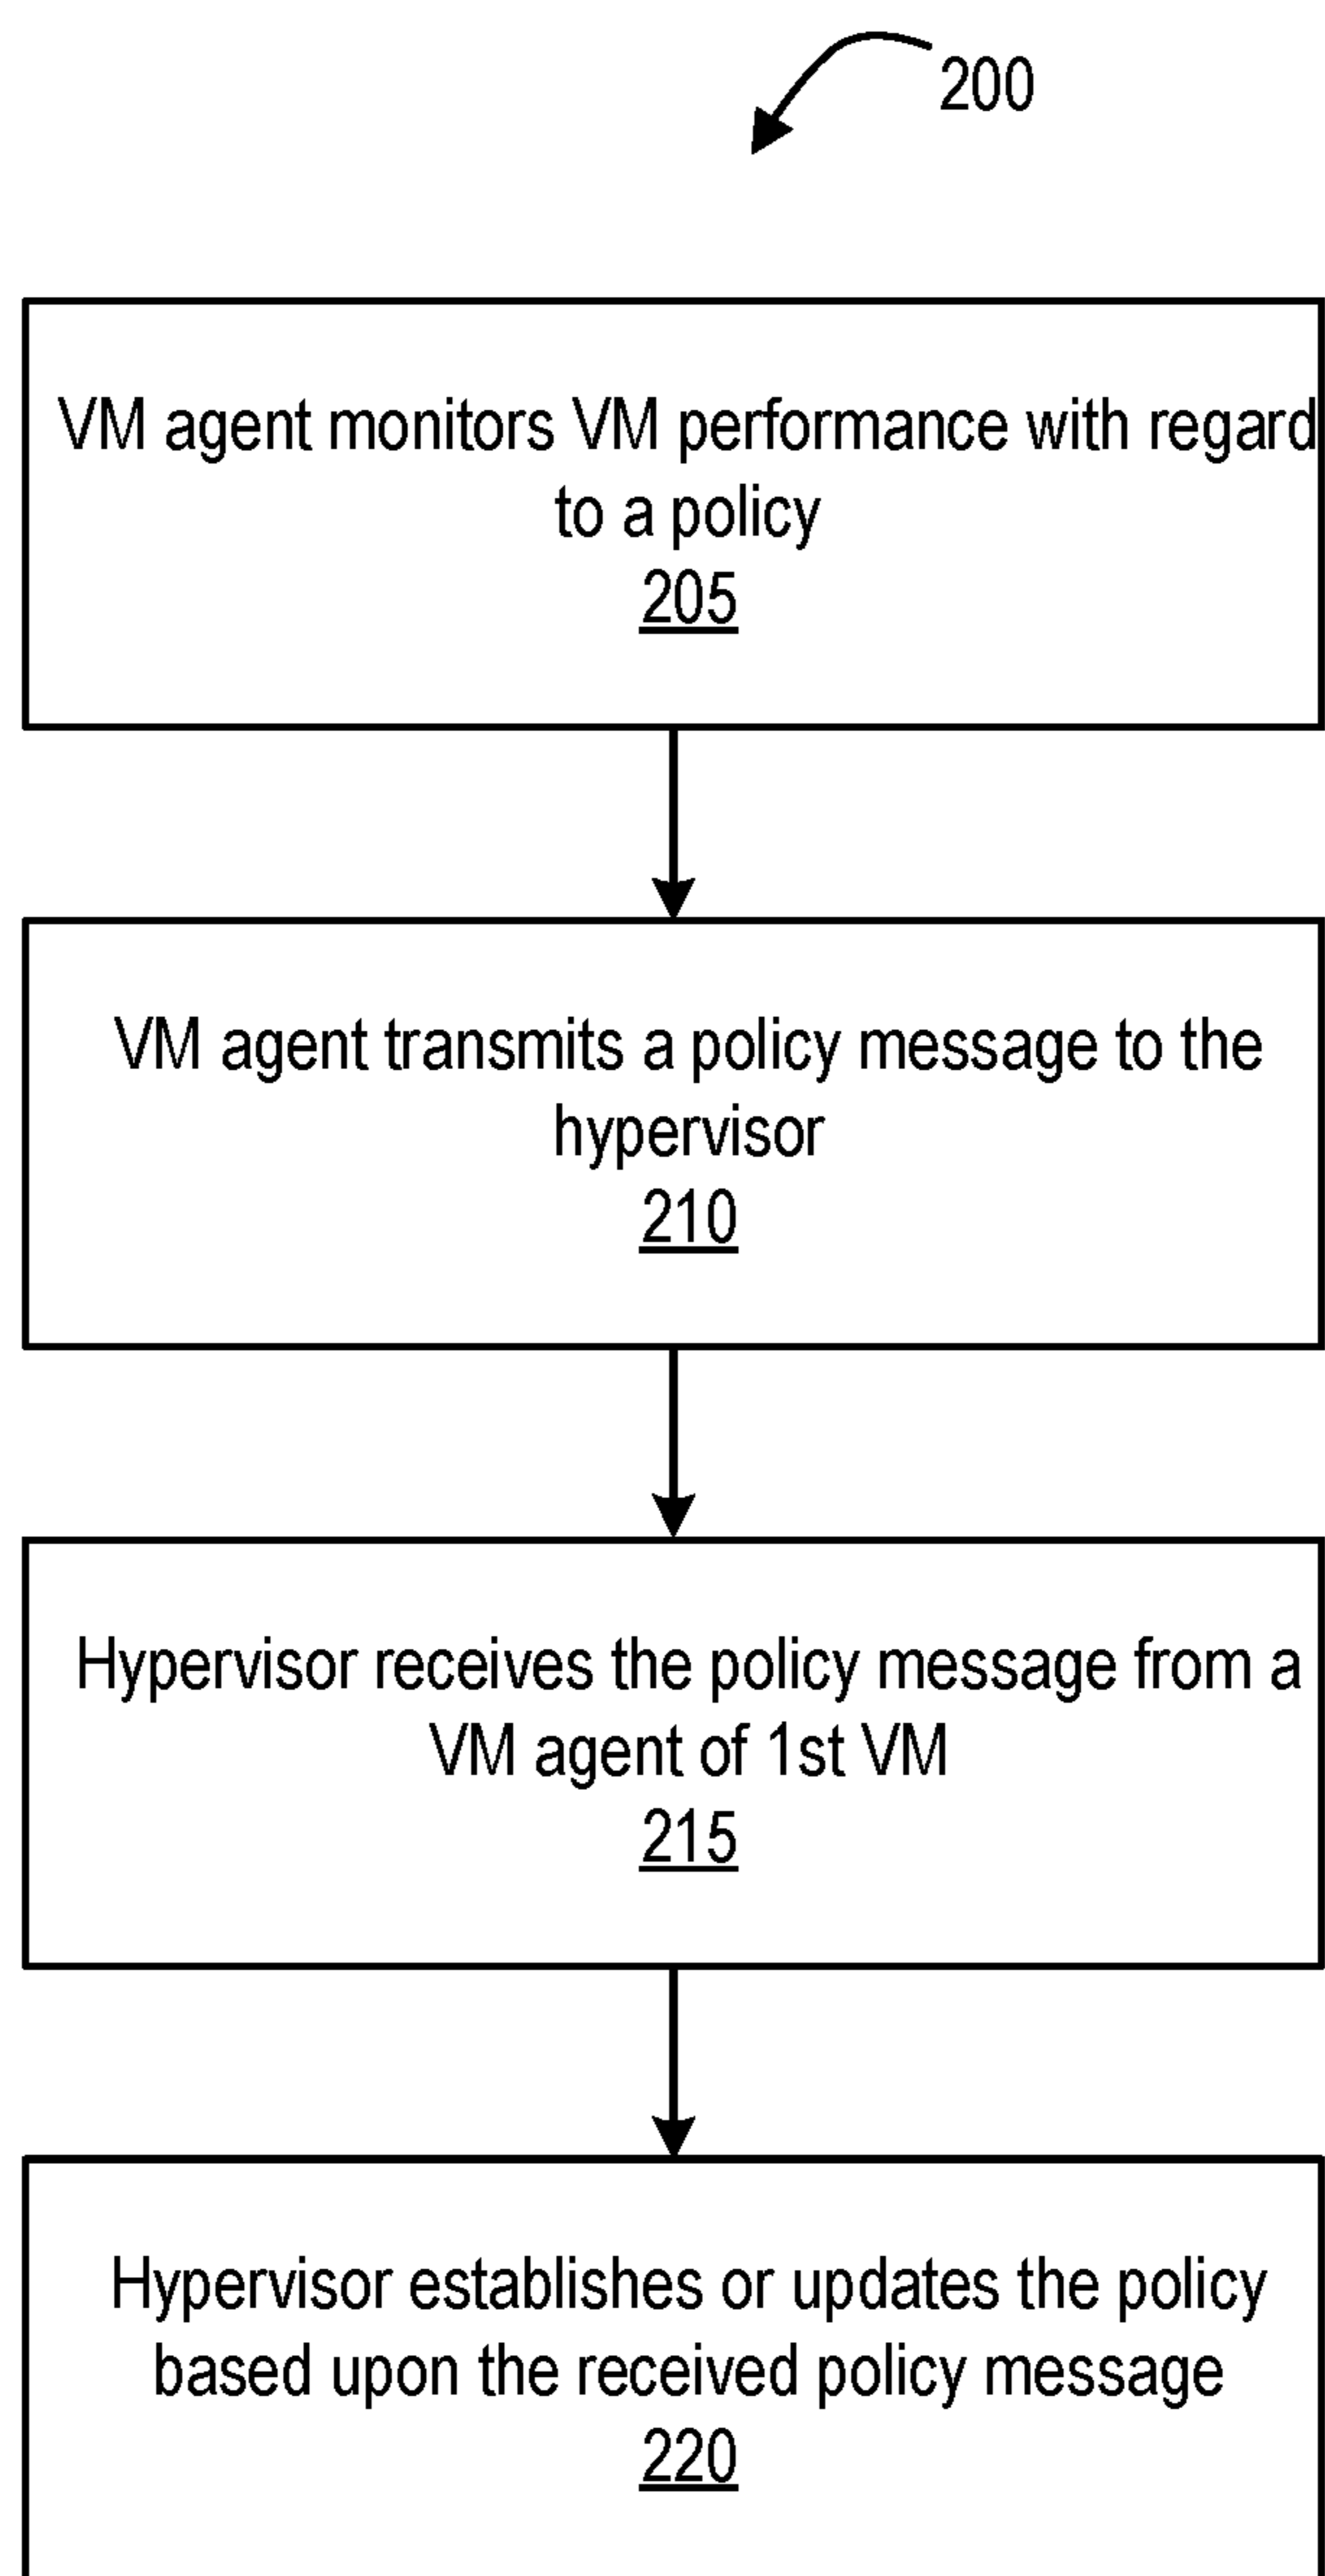 200
VM agent monitors VM performance with regard
to a policy
205
VM agent transmits a policy message to the
hypervisor
210
Hypervisor receives the policy message from a
VM agent of 1st VM
215
Hypervisor establishes or updates the policy
based upon the received policy message
220